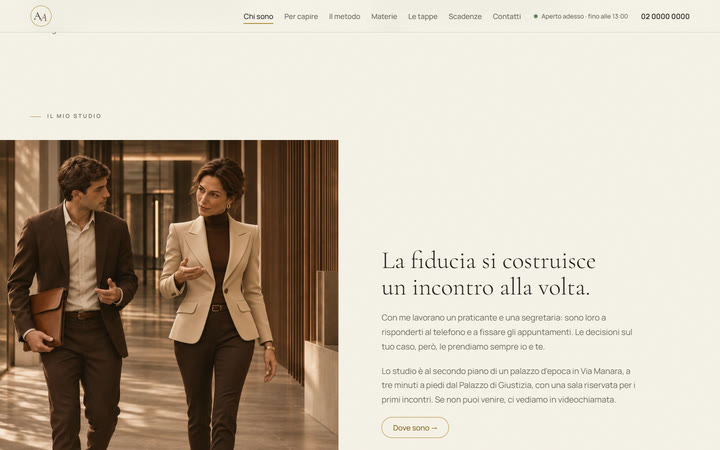 AA
Chi sono
Per capire
Il metodo
Materie
Le tappe
Scadenze
Contatti
Aperto adesso · fino alle 13:00
02 0000 0000
IL MIO STUDIO
La fiducia si costruisce
un incontro alla volta.
Con me lavorano un praticante e una segretaria: sono loro a
risponderti al telefono e a fissare gli appuntamenti. Le decisioni sul
tuo caso, però, le prendiamo sempre io e te.
Lo studio è al secondo piano di un palazzo d'epoca in Via Manara, a
tre minuti a piedi dal Palazzo di Giustizia, con una sala riservata per i
primi incontri. Se non puoi venire, ci vediamo in videochiamata.
Dove sono →